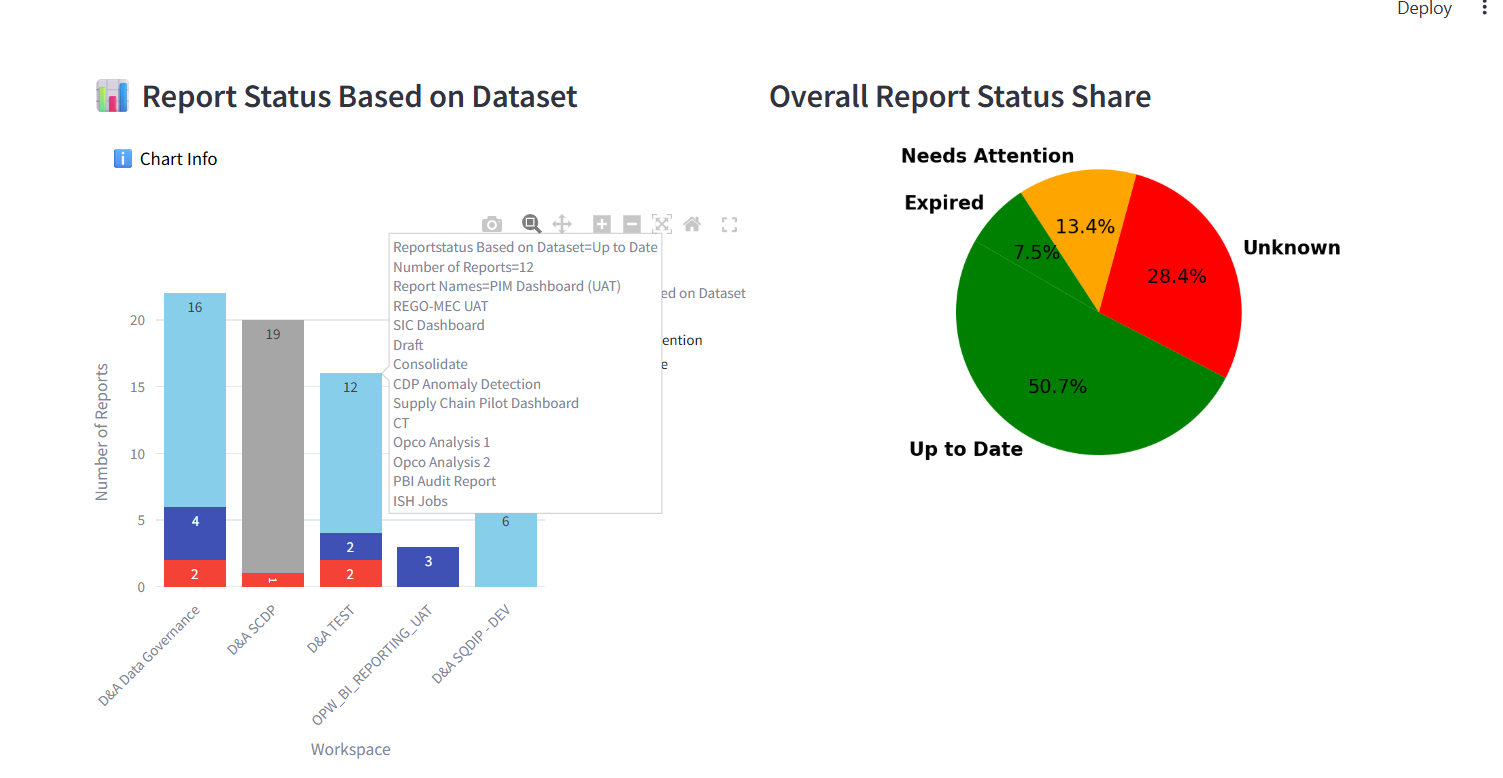 Deploy
Report Status Based on Dataset
Chart Info
Reportstatus Based on Dataset=Up to Date
Number of Reports=12
Report Names=PIM Dashboard (UAT)
REGO-MEC UAT
SIC Dashboard
Draft
Consolidate
CDP Anomaly Detection
Supply Chain Pilot Dashboard
CT
Opco Analysis 1
Opco Analysis 2
PBI Audit Report
ISH Jobs
ed on Dataset
ention
e
Number of Reports
20
15
10
5
0
16
4
2
19
1
12
2
2
3
6
D&A Data Governance
D&A SCDP
D&A TEST
OPW_BI_REPORTING_UAT
D&A SQDIP - DEV
Workspace
Overall Report Status Share
Needs Attention
13.4%
Expired
7.5%
Unknown
28.4%
50.7%
Up to Date